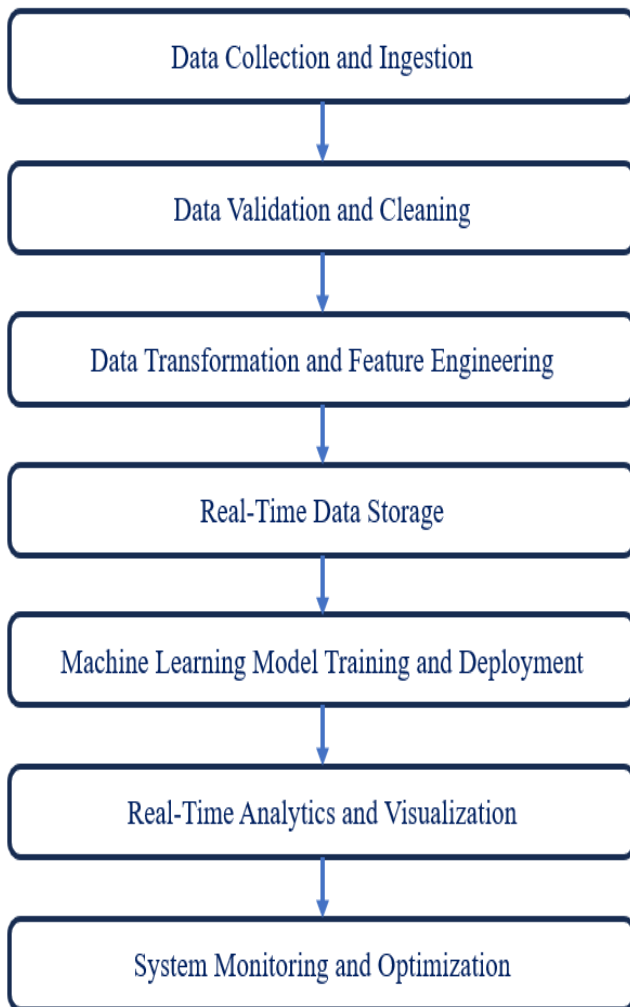 Data Collection and Ingestion
Data Validation and Cleaning
Data Transformation and Feature Engineering
Real-Time Data Storage
Machine Learning Model Training and Deployment
Real-Time Analytics and Visualization
System Monitoring and Optimization